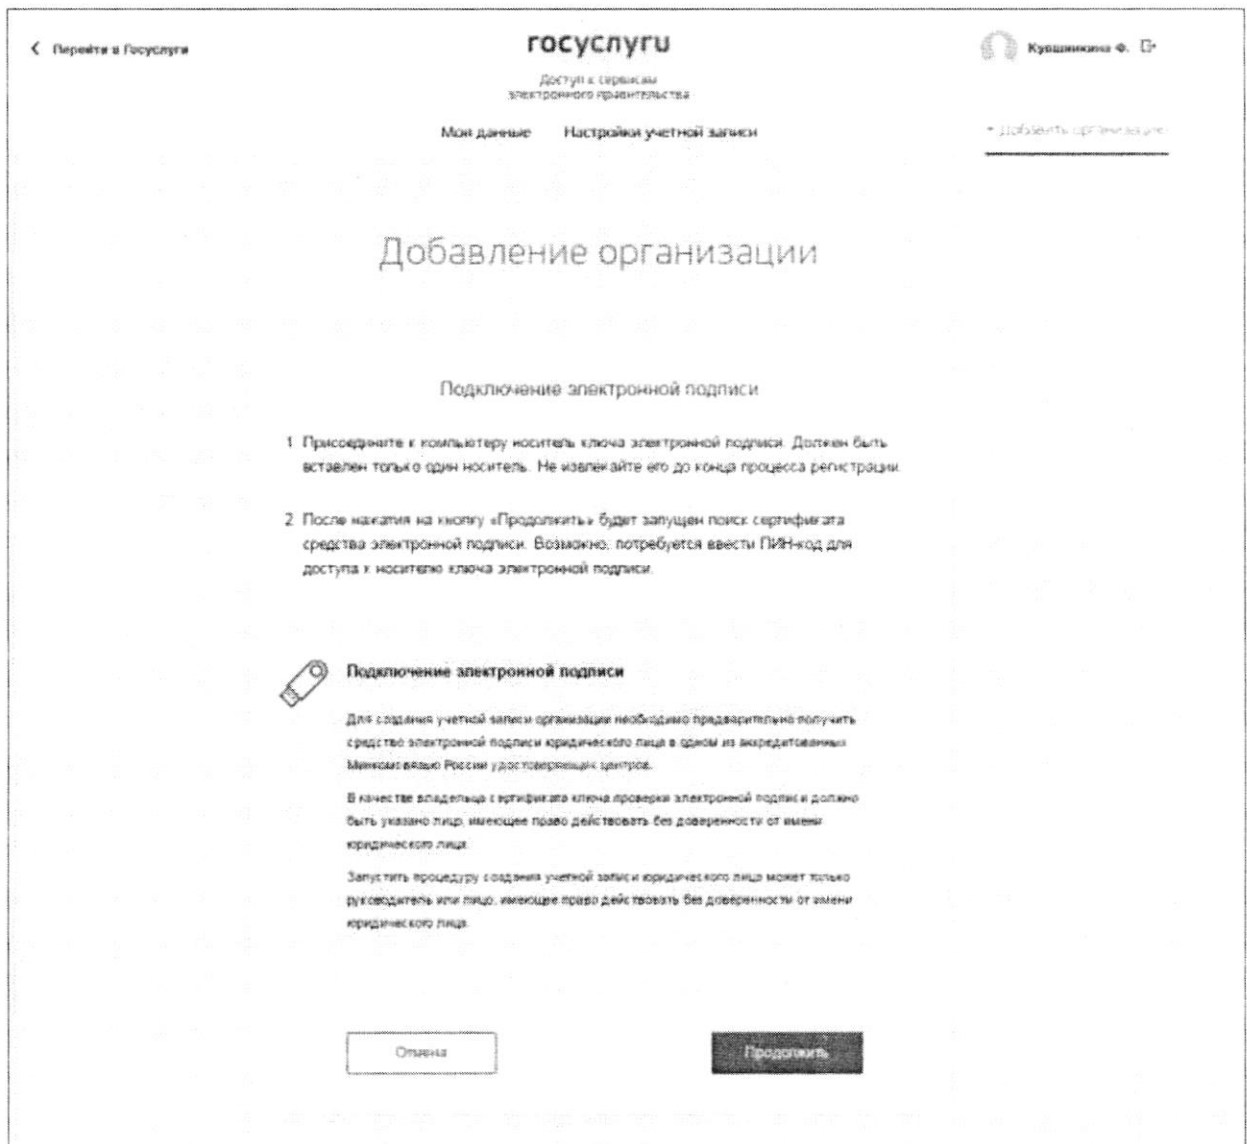 Перейти в Госуслуги
госуслуги
Кувшинкина Ф.
Доступ к сервисам
электронного правительства
Мои данные Настройки учетной записи
+ Добавить организацию
Добавление организации
Подключение электронной подписи
1 Присоедините к компьютеру носитель ключа электронной подписи. Должен быть
вставлен только один носитель. Не извлекайте его до конца процесса регистрации.
2 После нажатия на кнопку «Продолжить» будет запущен поиск сертификата
средства электронной подписи. Возможно, потребуется ввести ПИН-код для
доступа к носителю ключа электронной подписи.
Подключение электронной подписи
Для создания учетной записи организации необходимо предварительно получить
средство электронной подписи юридического лица в одном из аккредитованных
Минкомсвязью России удостоверяющих центров.
В качестве владельца сертификата ключа проверки электронной подписи должно
быть указано лицо, имеющее право действовать без доверенности от имени
юридического лица.
Запустить процедуру создания учетной записи юридического лица может только
руководитель или лицо, имеющее право действовать без доверенности от имени
юридического лица.
Отмена
Продолжить